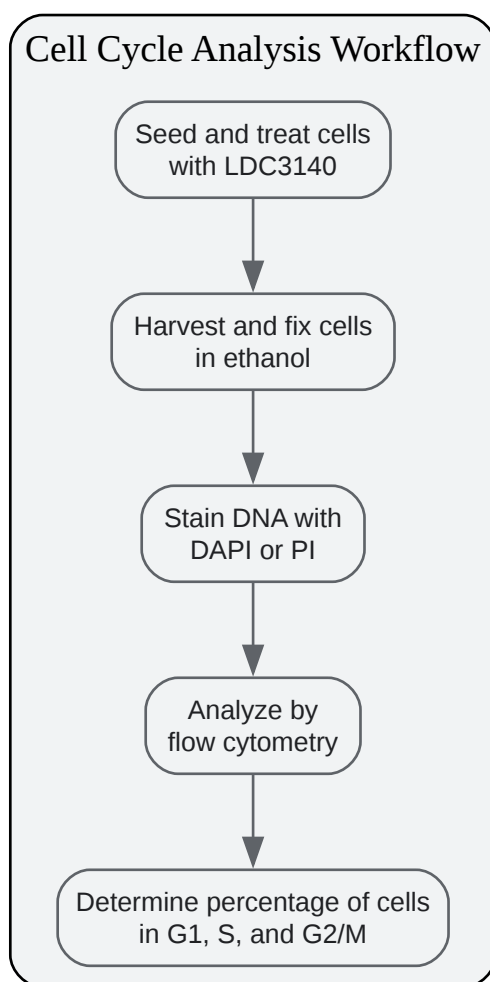 Cell Cycle Analysis Workflow
Seed and treat cells
with LDC3140
Harvest and fix cells
in ethanol
Stain DNA with
DAPI or PI
Analyze by
flow cytometry
Determine percentage of cells
in G1, S, and G2/M